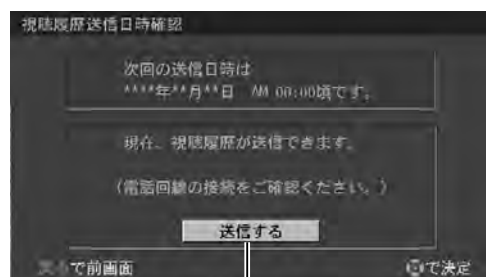 視聴履歴送信日時確認
次回の送信日時は
****年**月**日 AM 00:00頃です。
現在、視聴履歴が送信できます。
(電話回線の接続をご確認ください。)
送信する
で前画面
で決定